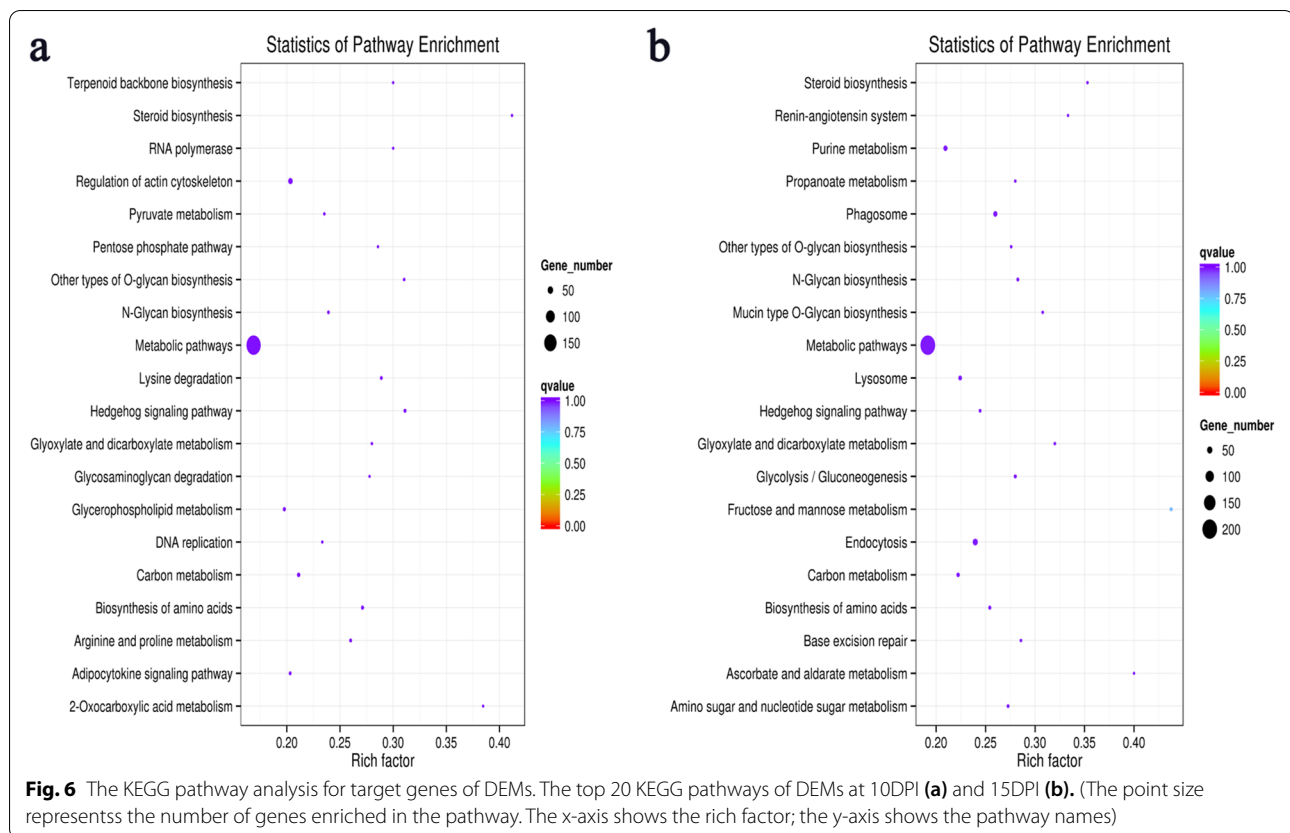 a
Statistics of Pathway Enrichment
Terpenoid backbone biosynthesis
Steroid biosynthesis
RNA polymerase
Regulation of actin cytoskeleton
Pyruvate metabolism
Pentose phosphate pathway
Other types of O-glycan biosynthesis
N-Glycan biosynthesis
Metabolic pathways
Lysine degradation
Hedgehog signaling pathway
Glyoxylate and dicarboxylate metabolism
Glycosaminoglycan degradation
Glycerophospholipid metabolism
DNA replication
Carbon metabolism
Biosynthesis of amino acids
Arginine and proline metabolism
Adipocytokine signaling pathway
2-Oxocarboxylic acid metabolism
0.20 0.25 0.30 0.35 0.40
Rich factor
Gene_number
50
100
150
qvalue
1.00
0.75
0.50
0.25
0.00
b
Statistics of Pathway Enrichment
Steroid biosynthesis
Renin-angiotensin system
Purine metabolism
Propanoate metabolism
Phagosome
Other types of O-glycan biosynthesis
N-Glycan biosynthesis
Mucin type O-Glycan biosynthesis
Metabolic pathways
Lysosome
Hedgehog signaling pathway
Glyoxylate and dicarboxylate metabolism
Glycolysis / Gluconeogenesis
Fructose and mannose metabolism
Endocytosis
Carbon metabolism
Biosynthesis of amino acids
Base excision repair
Ascorbate and aldarate metabolism
Amino sugar and nucleotide sugar metabolism
0.20 0.25 0.30 0.35 0.40
Rich factor
qvalue
1.00
0.75
0.50
0.25
0.00
Gene_number
50
100
150
200
Fig. 6 The KEGG pathway analysis for target genes of DEMs. The top 20 KEGG pathways of DEMs at 10DPI (a) and 15DPI (b). (The point size
representss the number of genes enriched in the pathway. The x-axis shows the rich factor; the y-axis shows the pathway names)